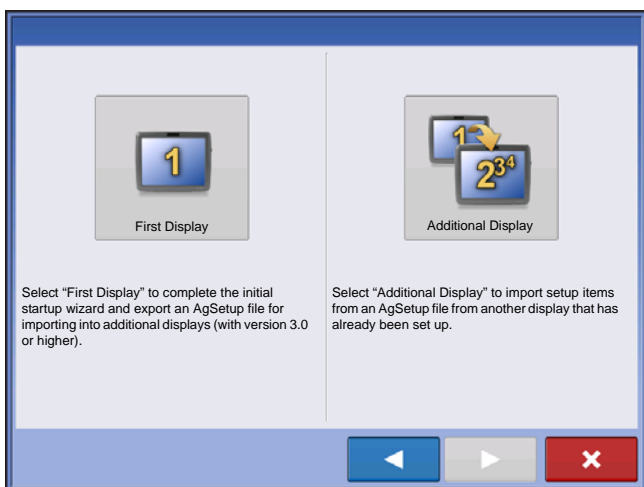 1
First Display
Select “First Display” to complete the initial
startup wizard and export an AgSetup file for
importing into additional displays (with version 3.0
or higher).
1
2 3 4
Additional Display
Select “Additional Display” to import setup items
from an AgSetup file from another display that has
already been set up.